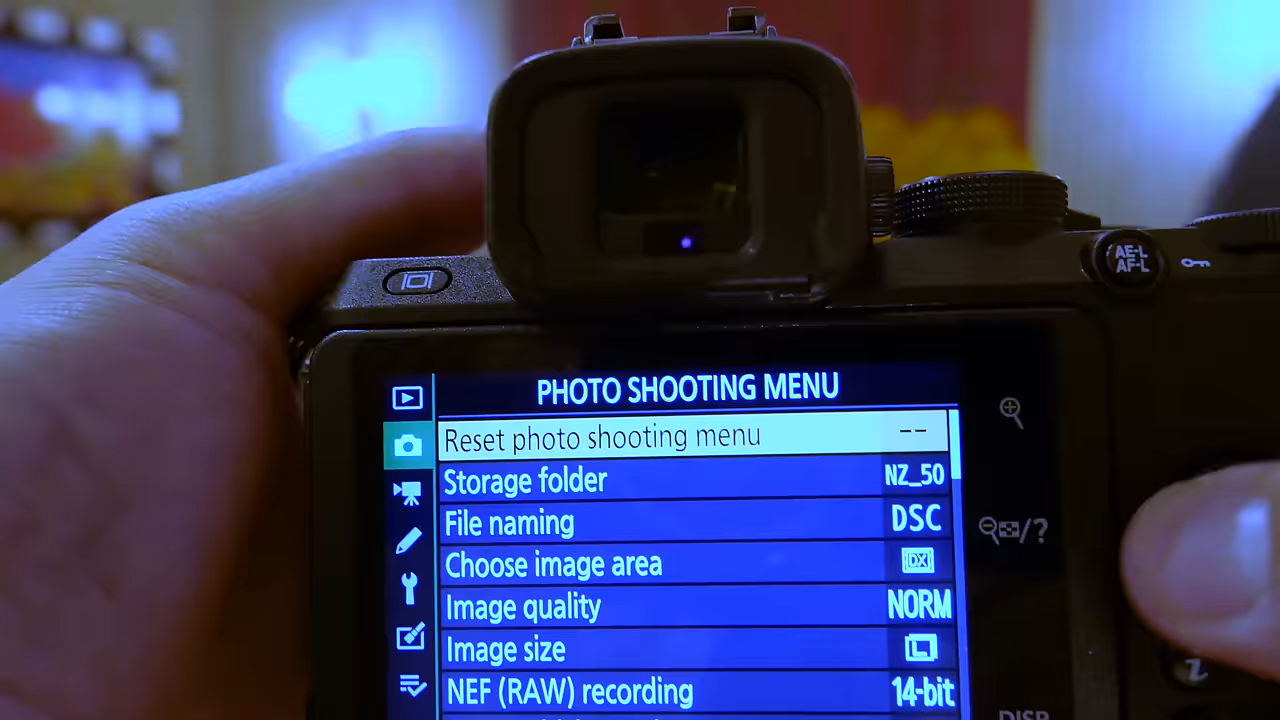 AE-L
AF-L
PHOTO SHOOTING MENU
Reset photo shooting menu --
Storage folder NZ_50
File naming DSC
Choose image area DX
Image quality NORM
/?
Image size L
NEF (RAW) recording 14-bit
i
DISP